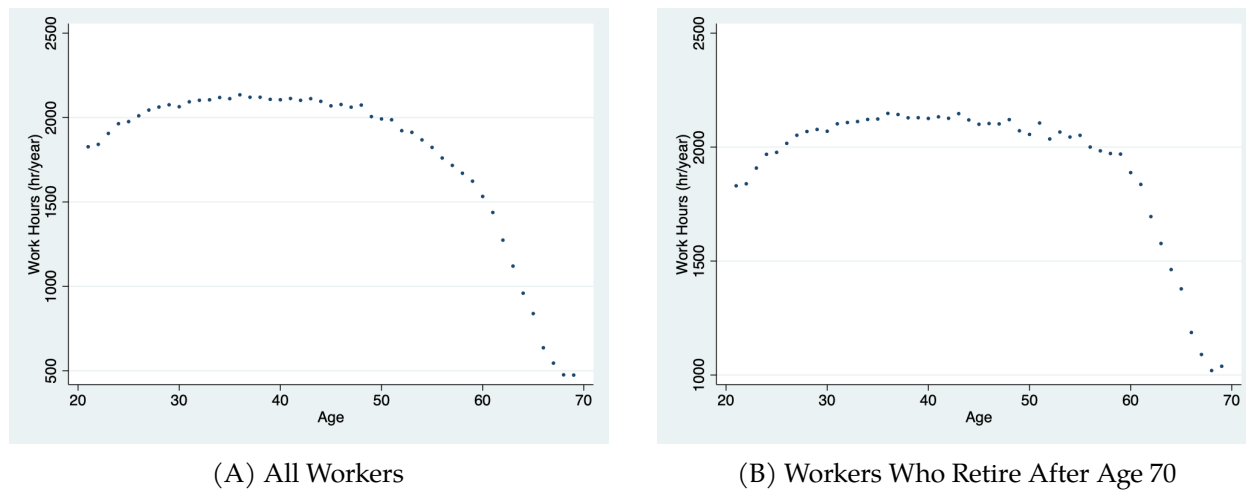 2500
2000
1500
1000
500
Work Hours (hr/year)
20 30 40 50 60 70
Age
(A) All Workers
2500
2000
1500
1000
Work Hours (hr/year)
20 30 40 50 60 70
Age
(B) Workers Who Retire After Age 70